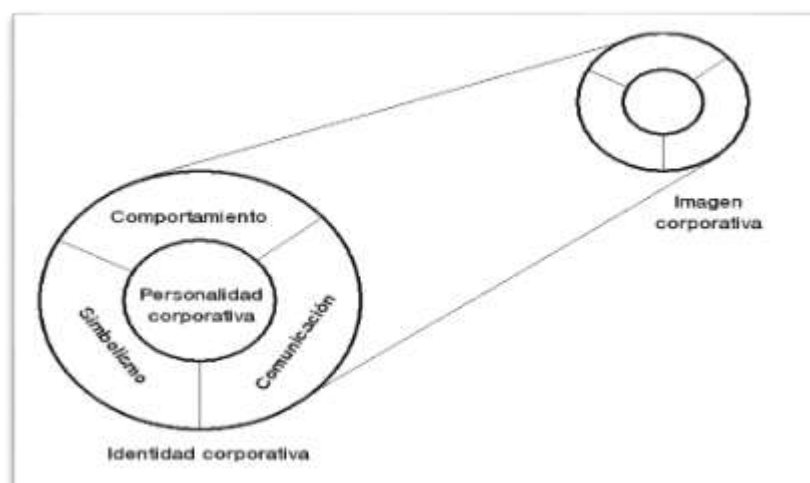 Imagen
corporativa
Comportamiento
Personalidad
corporativa
Simbolismo
Comunicación
Identidad corporativa